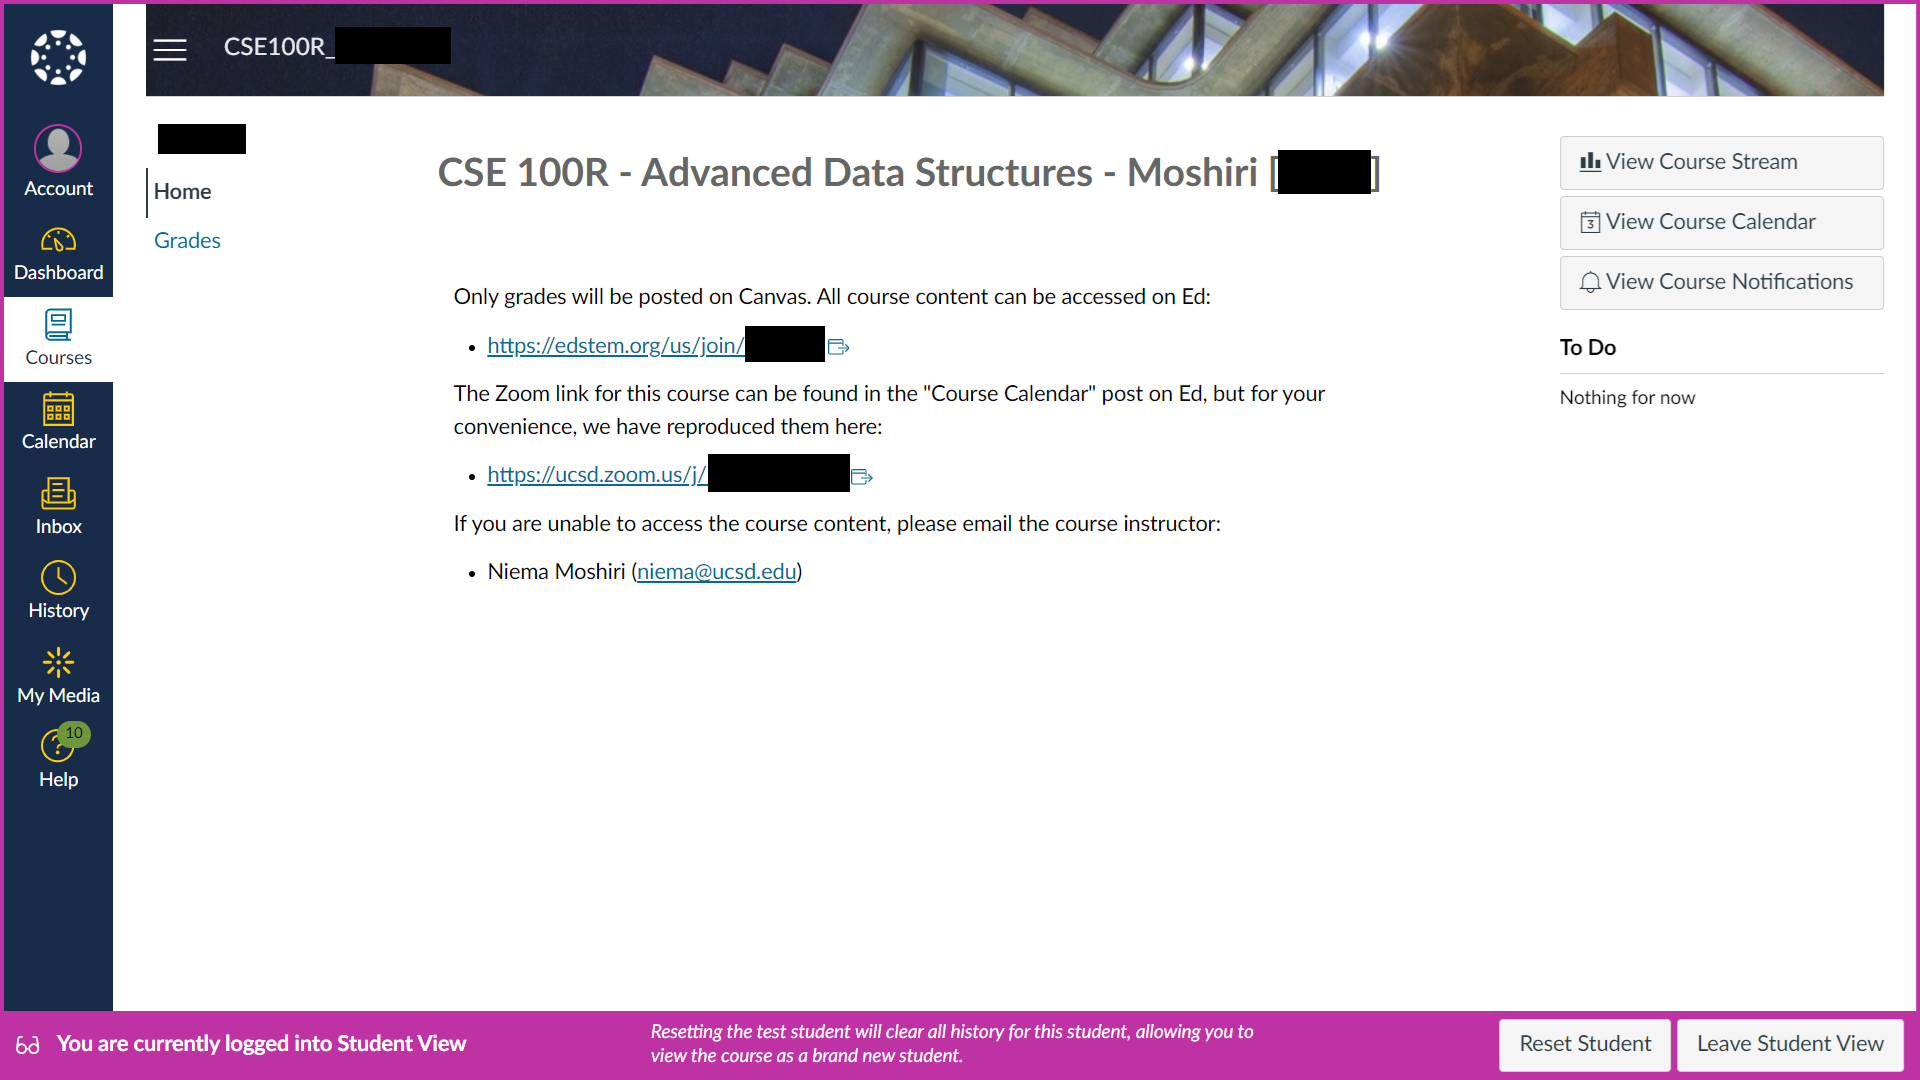 CSE100R_
Account
Dashboard
Courses
Calendar
Inbox
History
My Media
10
Help
Home
Grades
CSE 100R - Advanced Data Structures - Moshiri [ ]
Only grades will be posted on Canvas. All course content can be accessed on Ed:
• https://edstem.org/us/join/
The Zoom link for this course can be found in the "Course Calendar" post on Ed, but for your
convenience, we have reproduced them here:
• https://ucsd.zoom.us/j/
If you are unable to access the course content, please email the course instructor:
• Niema Moshiri (niema@ucsd.edu)
View Course Stream
3 View Course Calendar
View Course Notifications
To Do
Nothing for now
You are currently logged into Student View
Resetting the test student will clear all history for this student, allowing you to
view the course as a brand new student.
Reset Student
Leave Student View